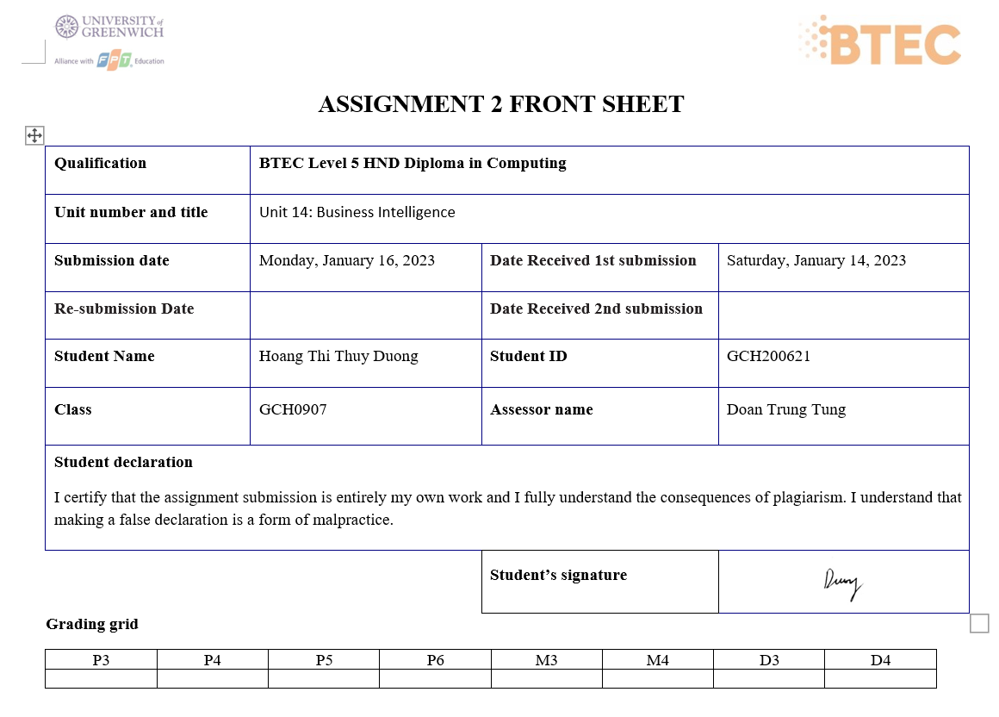 UNIVERSITY of
GREENWICH
Alliance with FPT Education
BTEC
ASSIGNMENT 2 FRONT SHEET
Qualification BTEC Level 5 HND Diploma in Computing
Unit number and title Unit 14: Business Intelligence
Submission date Monday, January 16, 2023 Date Received 1st submission Saturday, January 14, 2023
Re-submission Date Date Received 2nd submission
Student Name Hoang Thi Thuy Duong Student ID GCH200621
Class GCH0907 Assessor name Doan Trung Tung
Student declaration
I certify that the assignment submission is entirely my own work and I fully understand the consequences of plagiarism. I understand that
making a false declaration is a form of malpractice.
Student’s signature
Grading grid
P3 P4 P5 P6 M3 M4 D3 D4